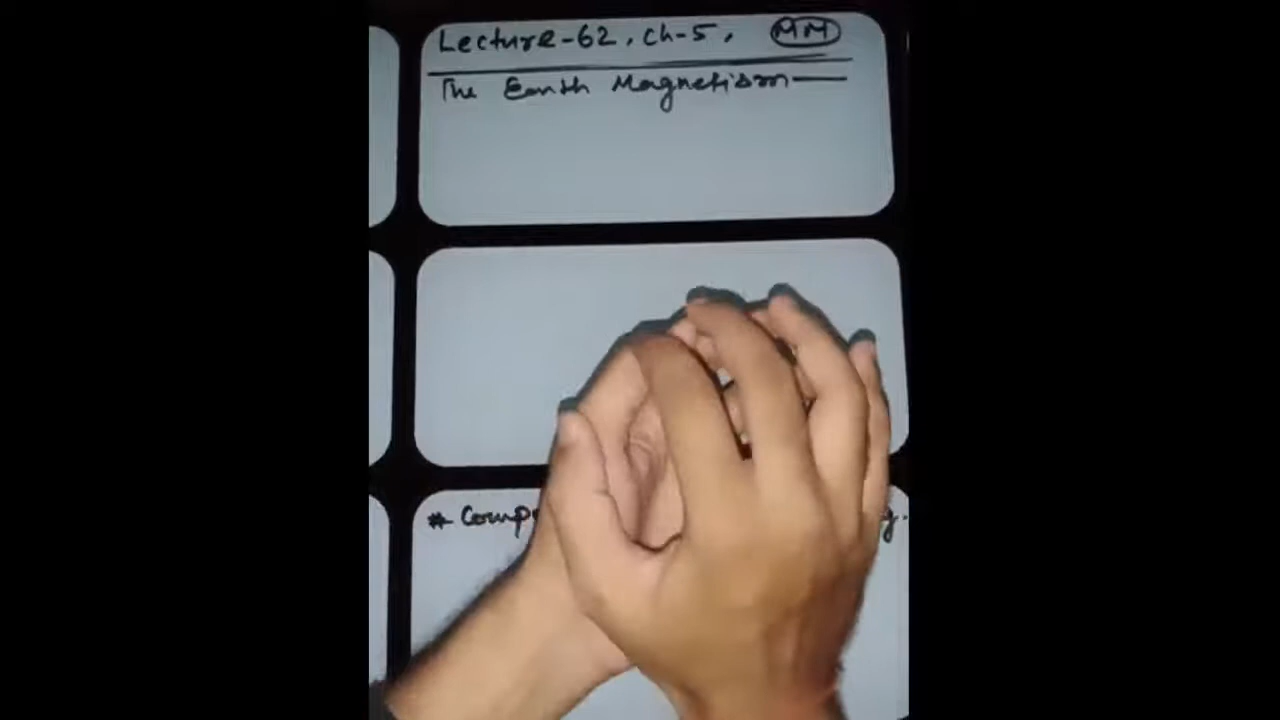 Lecture-62, Ch-5, MM
The Earth Magnetism—
# Comp